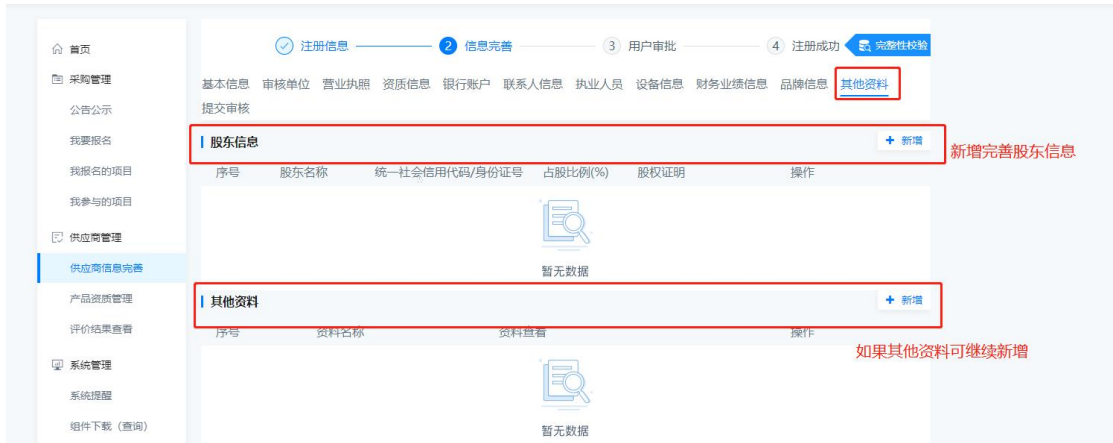 首页
采购管理
公告公示
我要报名
我报名的项目
我参与的项目
供应商管理
供应商信息完善
产品资质管理
评价结果查看
系统管理
系统提醒
组件下载（查询）
注册信息 2 信息完善 3 用户审批 4 注册成功 完整性校验
基本信息 审核单位 营业执照 资质信息 银行账户 联系人信息 执业人员 设备信息 财务业绩信息 品牌信息 其他资料
提交审核
股东信息 + 新增
新增完善股东信息
序号 股东名称 统一社会信用代码/身份证号 占股比例(%) 股权证明 操作
暂无数据
其他资料 + 新增
序号 资料名称 资料查看 操作
如果其他资料可继续新增
暂无数据